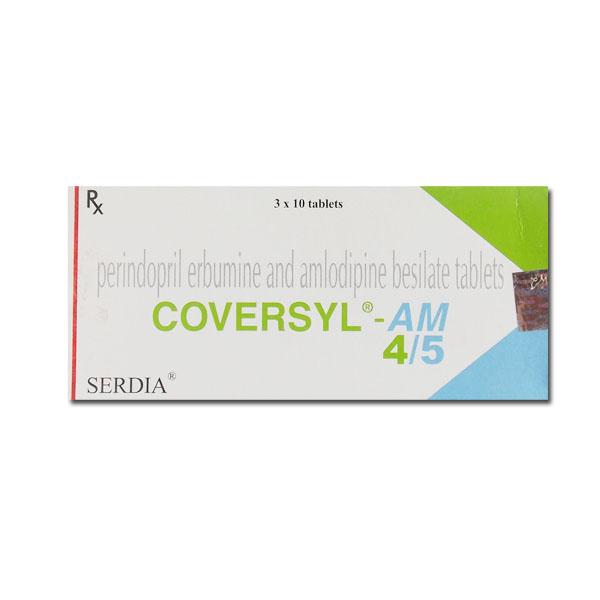 Rx
3 x 10 tablets
perindopril erbumine and amlodipine besilate tablets
COVERSYL®-AM
4/5
SERDIA®